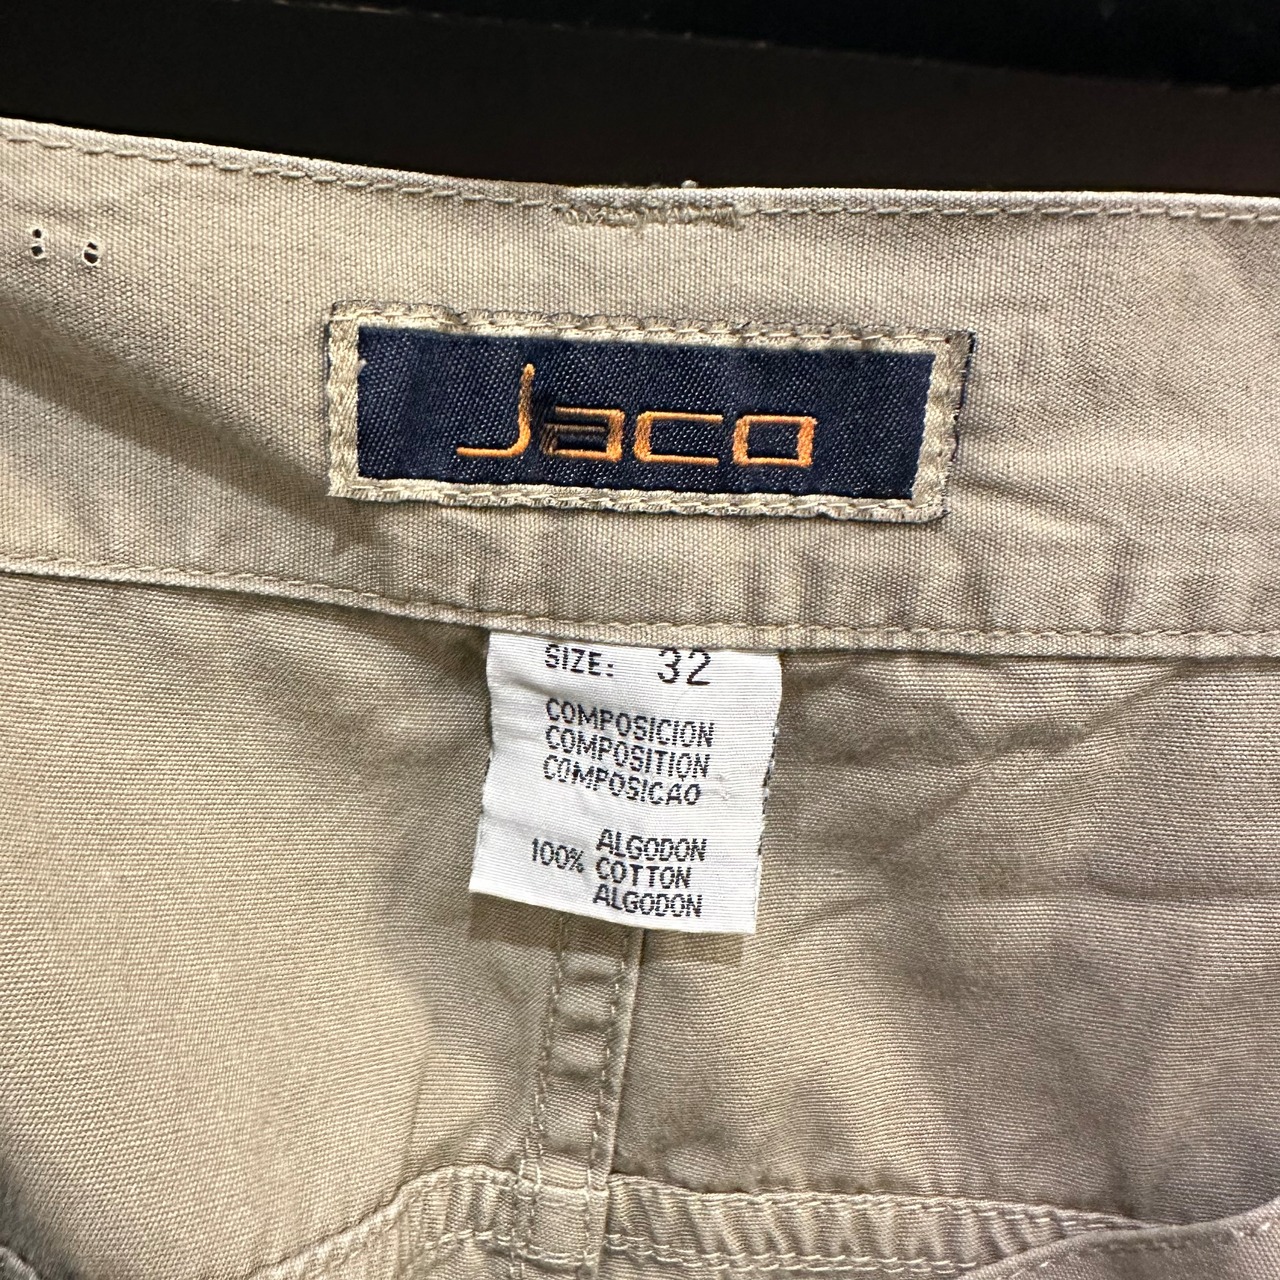 Jaco
SIZE: 32
COMPOSICION
COMPOSITION
COMPOSICAO
ALGODON
100% COTTON
ALGODON